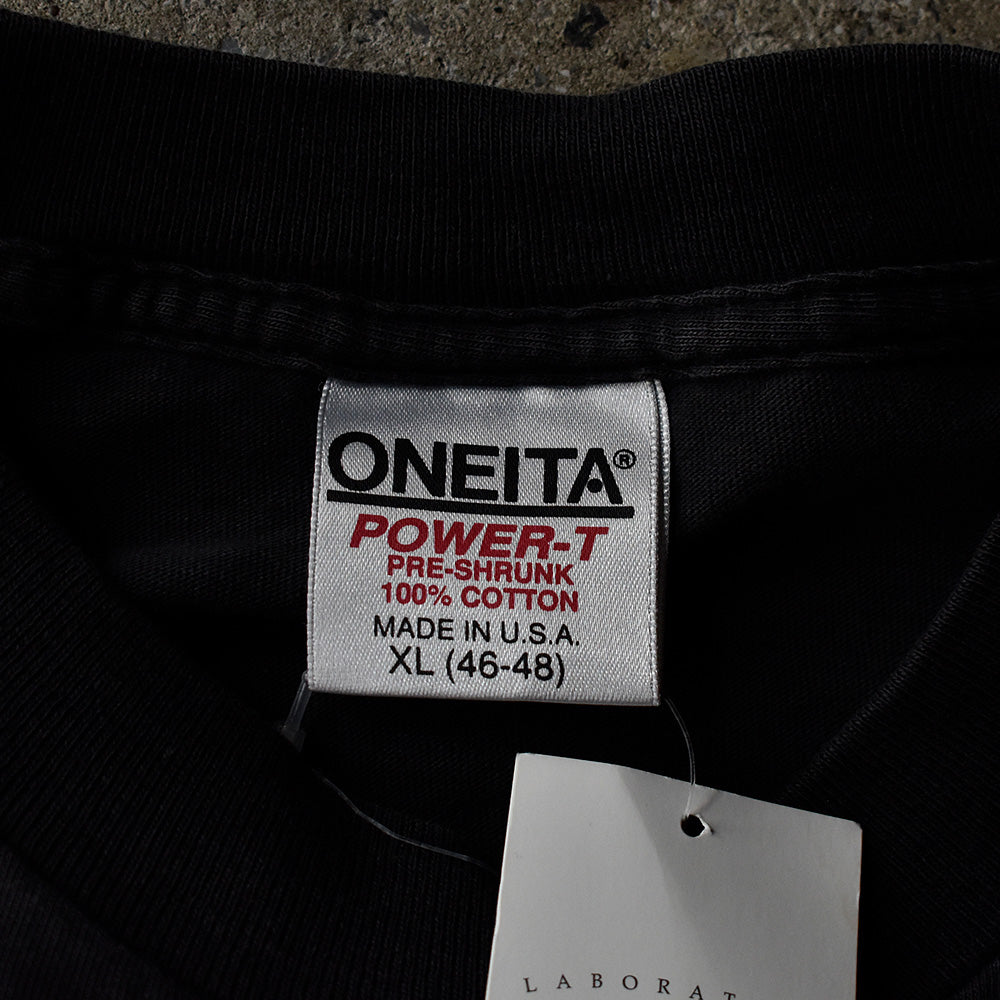 ONEITA®
POWER-T
PRE-SHRUNK
100% COTTON
MADE IN U.S.A.
XL (46-48)
LABORAT